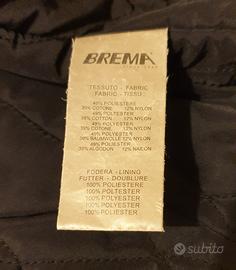 BREMA
TESSUTO - FABRIC
FABRIC - TISSU
49% POLIESTERE
39% COTONE 12% NYLON
49% POLYESTER
39% COTTON 12% NYLON
49% POLYESTER
39% COTONE 12% NYLON
49% POLYESTER
39% BAUMWOLLE 12% NYLON
49% POLIESTER
39% ALGODON 12% NAILON
FODERA - LINING
FUTTER - DOUBLURE
100% POLIESTERE
100% POLYESTER
100% POLYESTER
100% POLYESTER
100% POLIESTER
subito